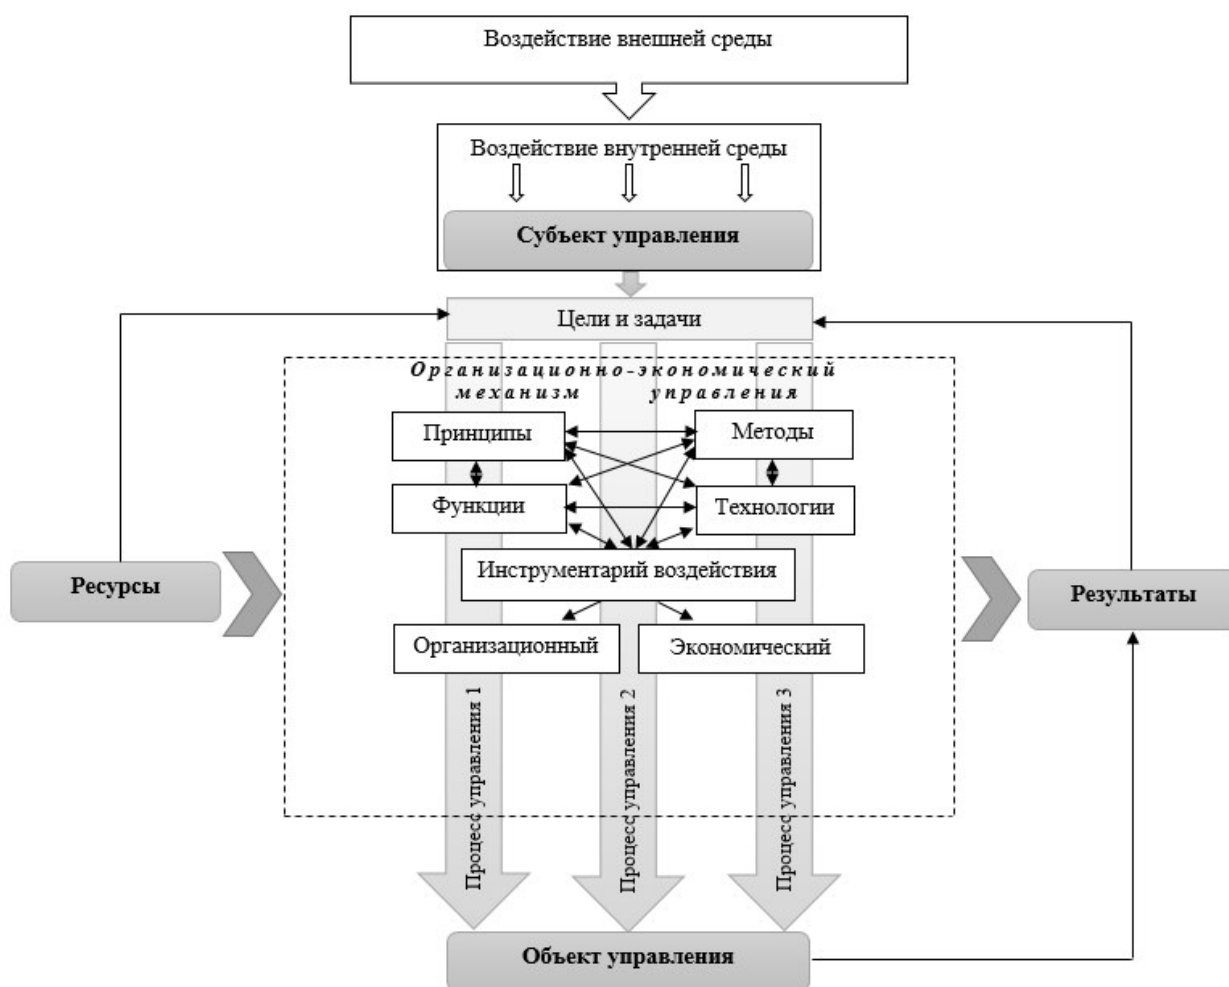 Воздействие внешней среды
Воздействие внутренней среды
Субъект управления
Цели и задачи
Организационно-экономический
механизм управления
Принципы
Методы
Функции
Технологии
Инструментарий воздействия
Ресурсы
Результаты
Организационный
Экономический
Процесс управления 1
Процесс управления 2
Процесс управления 3
Объект управления